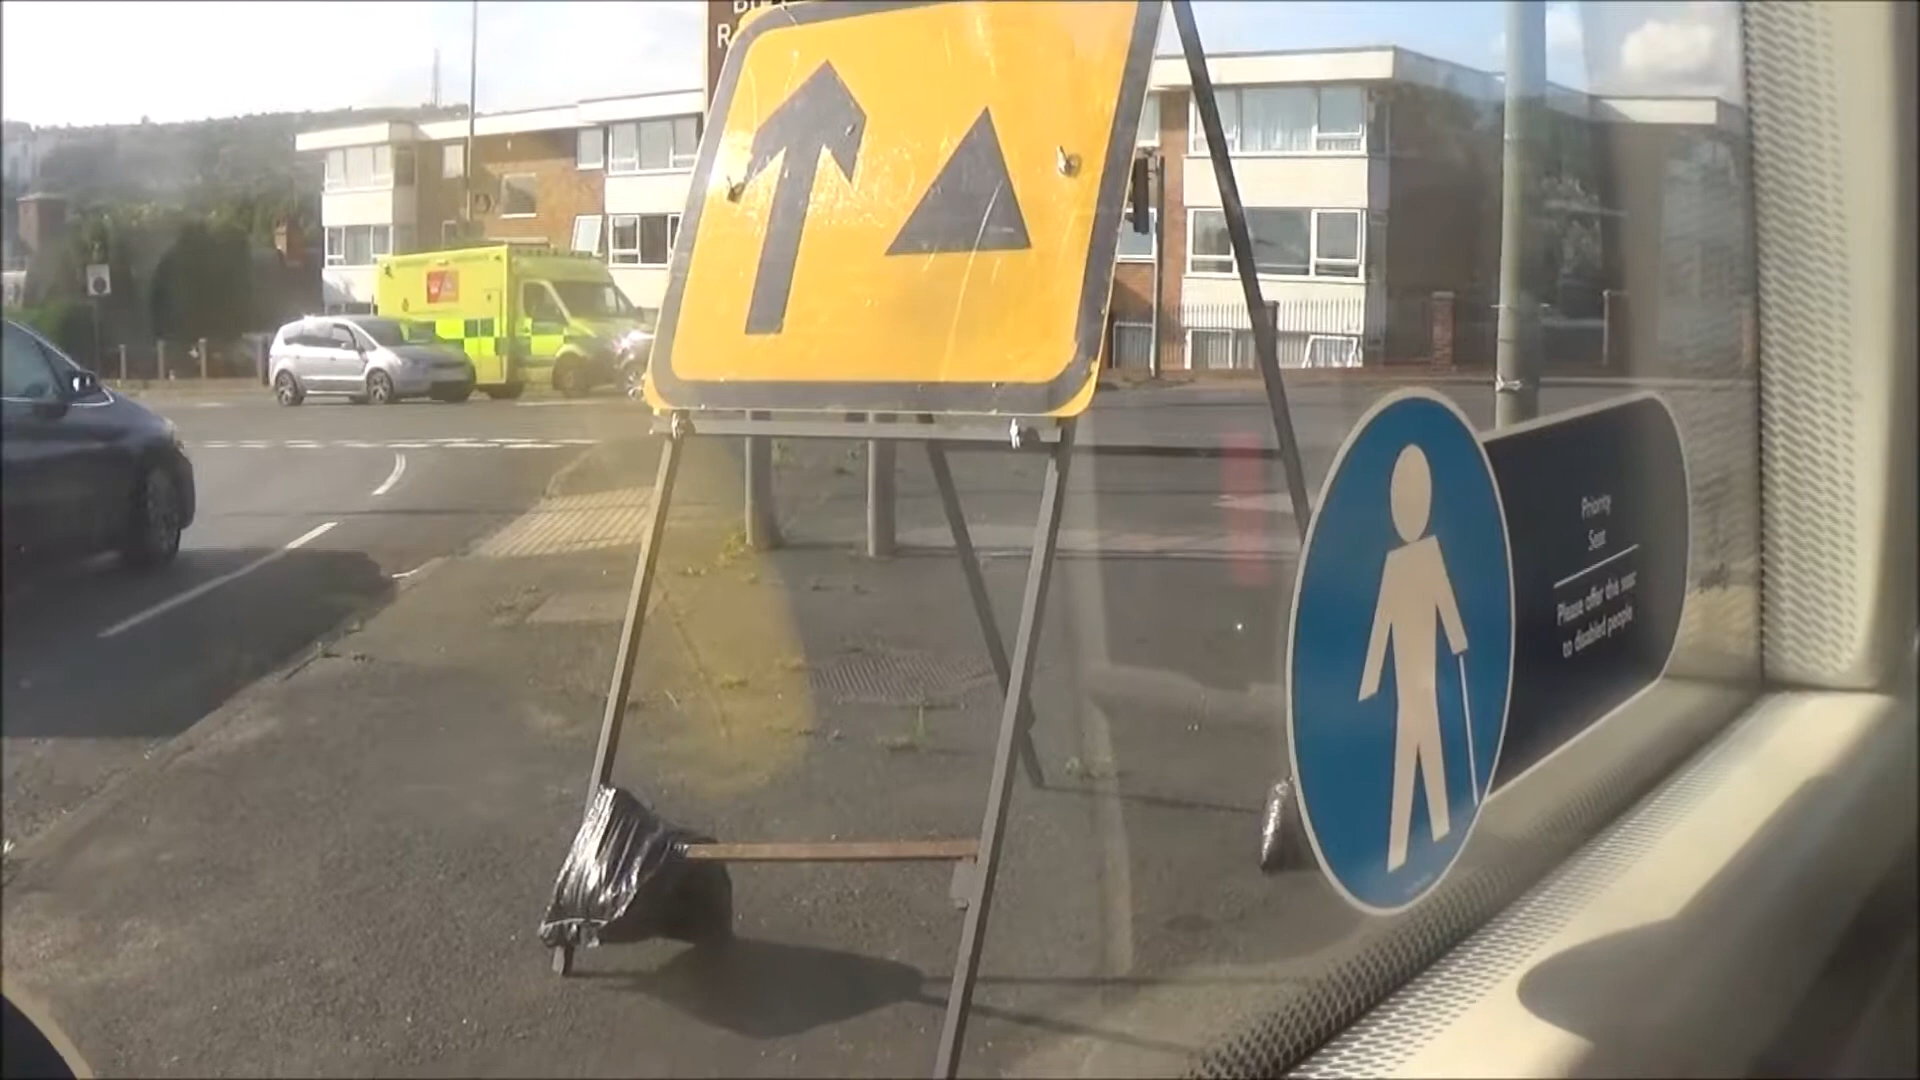 Priority
Seat
Please offer this seat
to disabled people